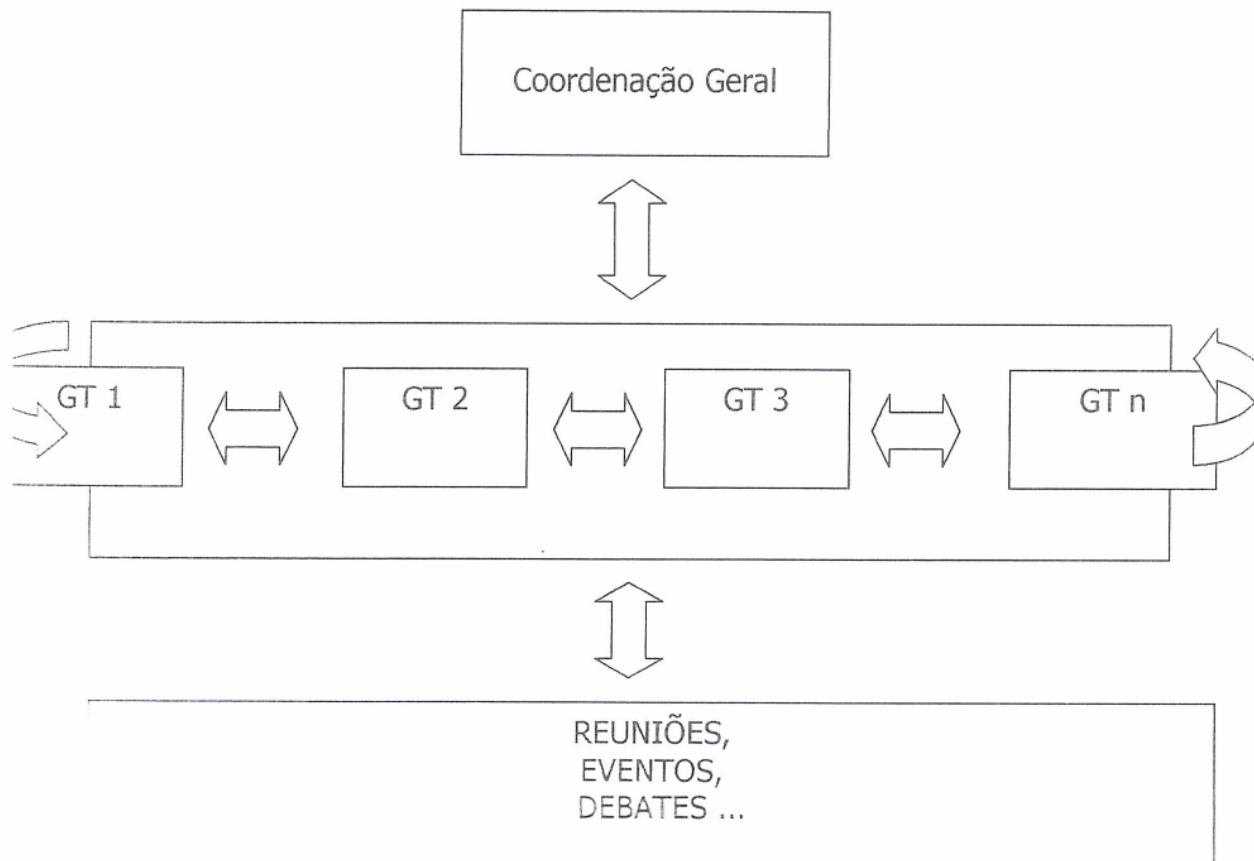 Coordenação Geral
GT 1
GT 2
GT 3
GT n
REUNIÕES,
EVENTOS,
DEBATES ...